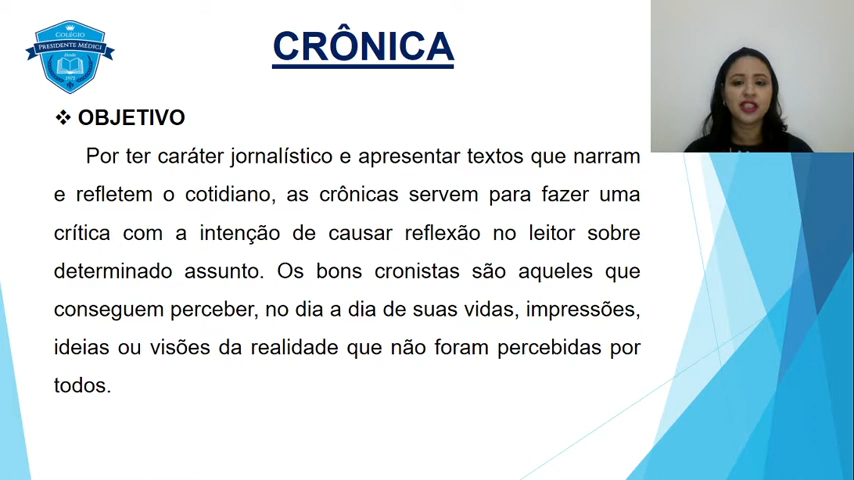 COLÉGIO
PRESIDENTE MÉDICI
CRÔNICA
❖ OBJETIVO
Por ter caráter jornalístico e apresentar textos que narram
e refletem o cotidiano, as crônicas servem para fazer uma
crítica com a intenção de causar reflexão no leitor sobre
determinado assunto. Os bons cronistas são aqueles que
conseguem perceber, no dia a dia de suas vidas, impressões,
ideias ou visões da realidade que não foram percebidas por
todos.